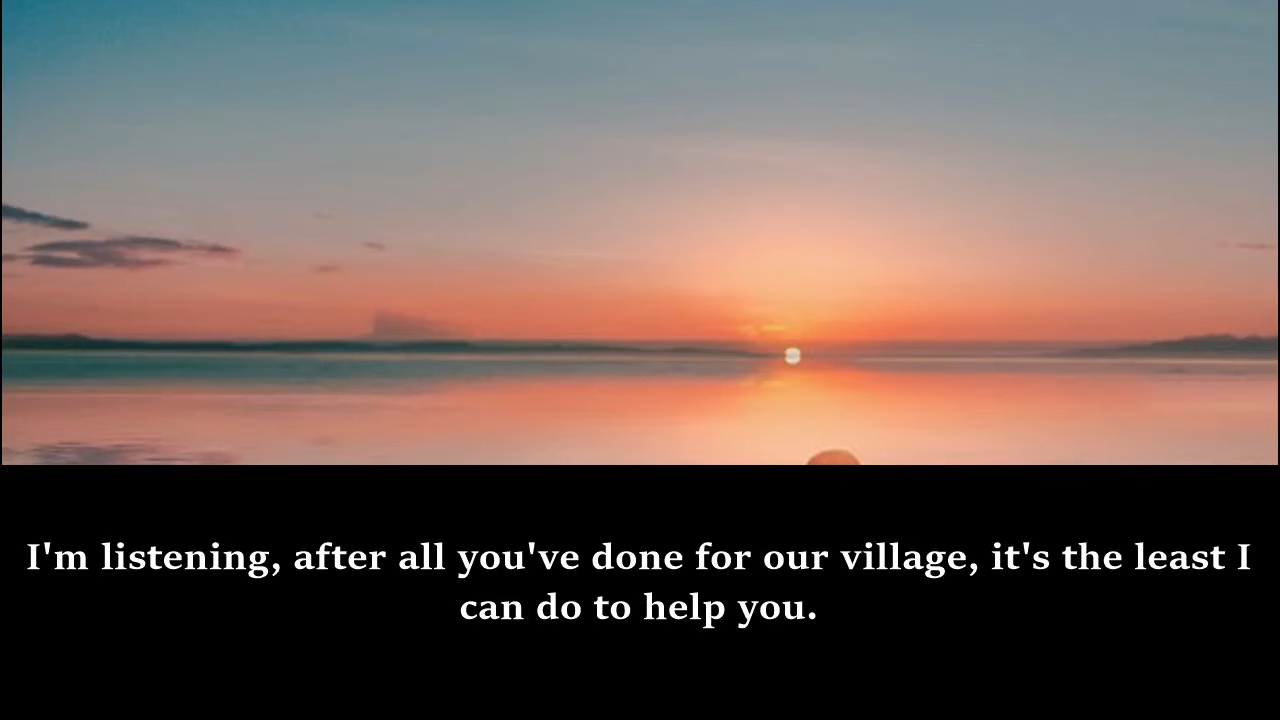 I'm listening, after all you've done for our village, it's the least I
can do to help you.